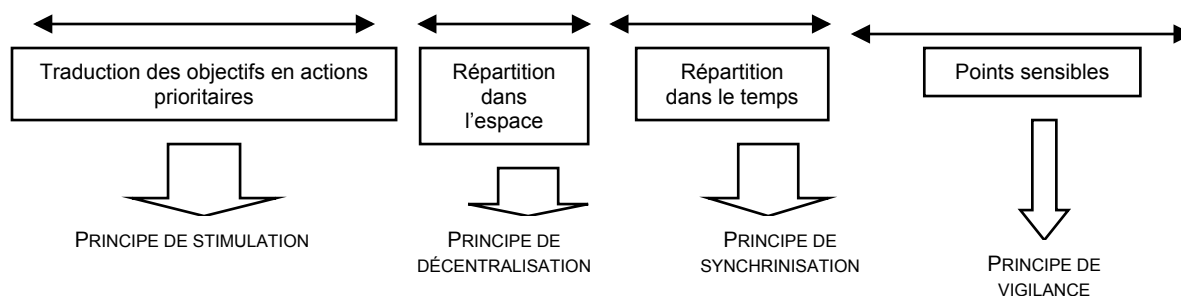 Traduction des objectifs en actions
prioritaires
Répartition
dans
l'espace
Répartition
dans le temps
Points sensibles
PRINCIPE DE STIMULATION
PRINCIPE DE
DÉCENTRALISATION
PRINCIPE DE
SYNCHRINISATION
PRINCIPE DE
VIGILANCE